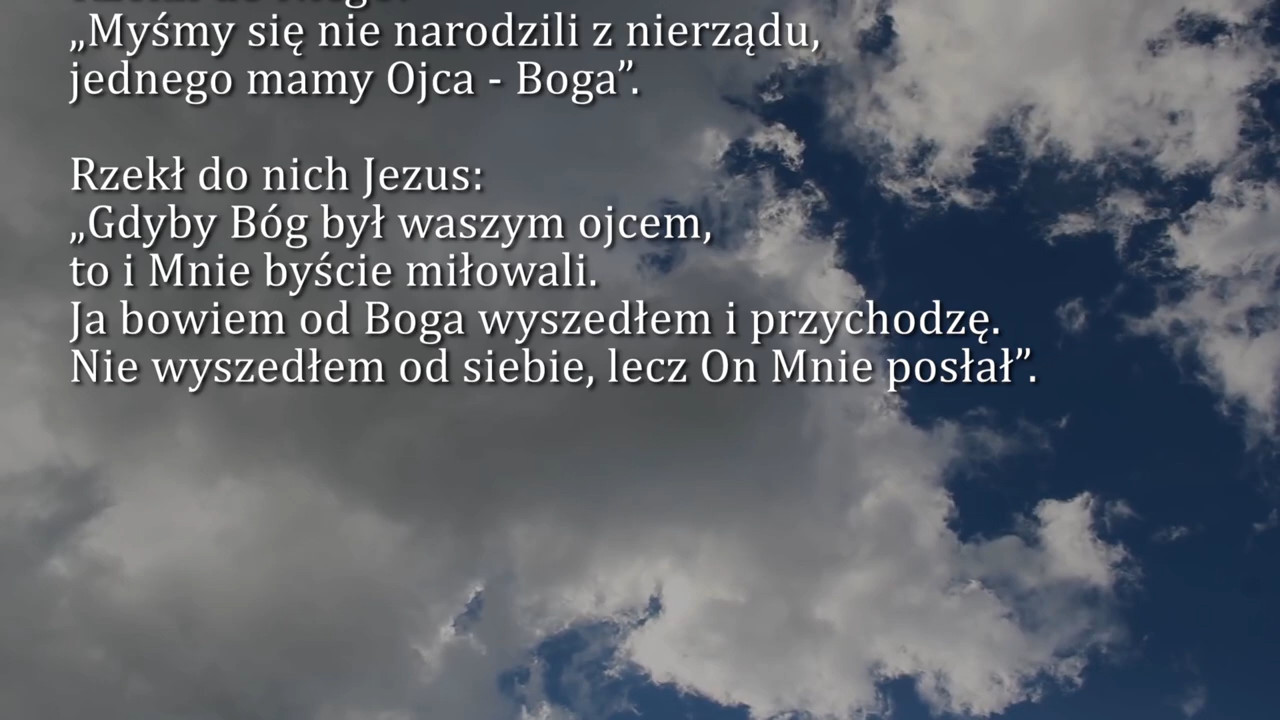 „Myśmy się nie narodzili z nierządu,
jednego mamy Ojca - Boga”.
Rzekł do nich Jezus:
„Gdyby Bóg był waszym ojcem,
to i Mnie byście miłowali.
Ja bowiem od Boga wyszedłem i przychodzę.
Nie wyszedłem od siebie, lecz On Mnie posłał”.